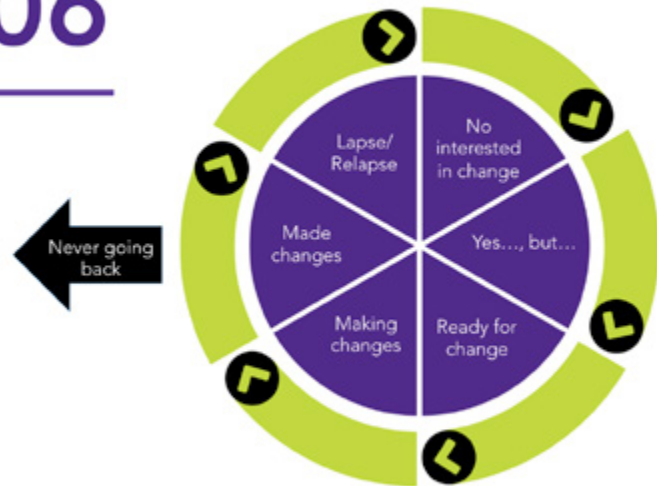 06
No
interested
in change
Yes..., but...
Ready for
change
Making
changes
Made
changes
Lapse/
Relapse
Never going
back